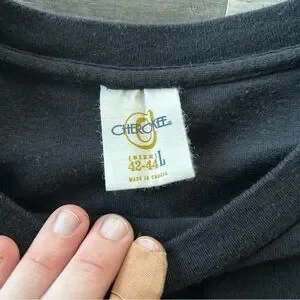 CHEROKEE®
[SIZE]
42-44 L
MADE IN CANADA